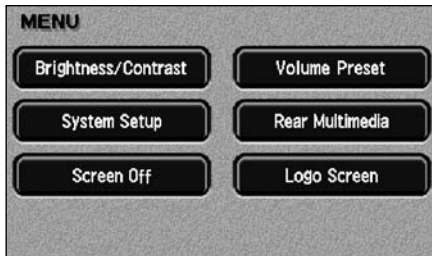 MENU
Brightness/Contrast
Volume Preset
System Setup
Rear Multimedia
Screen Off
Logo Screen